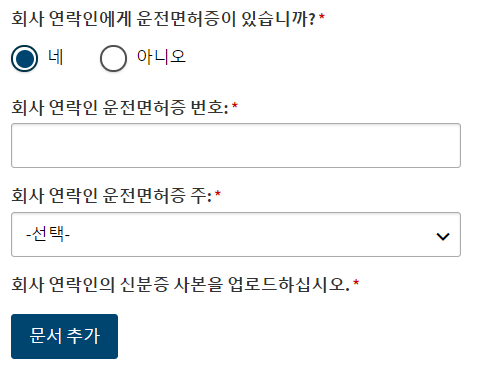 회사 연락인에게 운전면허증이 있습니까?*
네 아니오
회사 연락인 운전면허증 번호:*
회사 연락인 운전면허증 주:*
-선택-
회사 연락인의 신분증 사본을 업로드하십시오.*
문서 추가